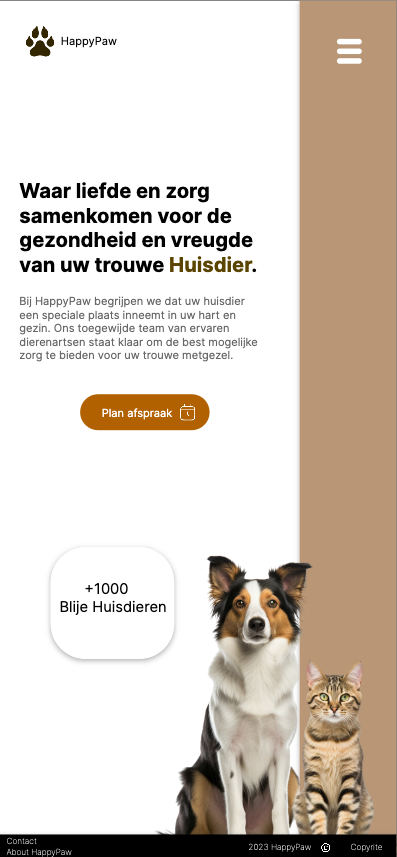 HappyPaw
Waar liefde en zorg
samenkomen voor de
gezondheid en vreugde
van uw trouwe Huisdier.
Bij HappyPaw begrijpen we dat uw huisdier
een speciale plaats inneemt in uw hart en
gezin. Ons toegewijde team van ervaren
dierenartsen staat klaar om de best mogelijke
zorg te bieden voor uw trouwe metgezel.
Plan afspraak
+1000
Blije Huisdieren
Contact
About HappyPaw
2023 HappyPaw © Copyrite